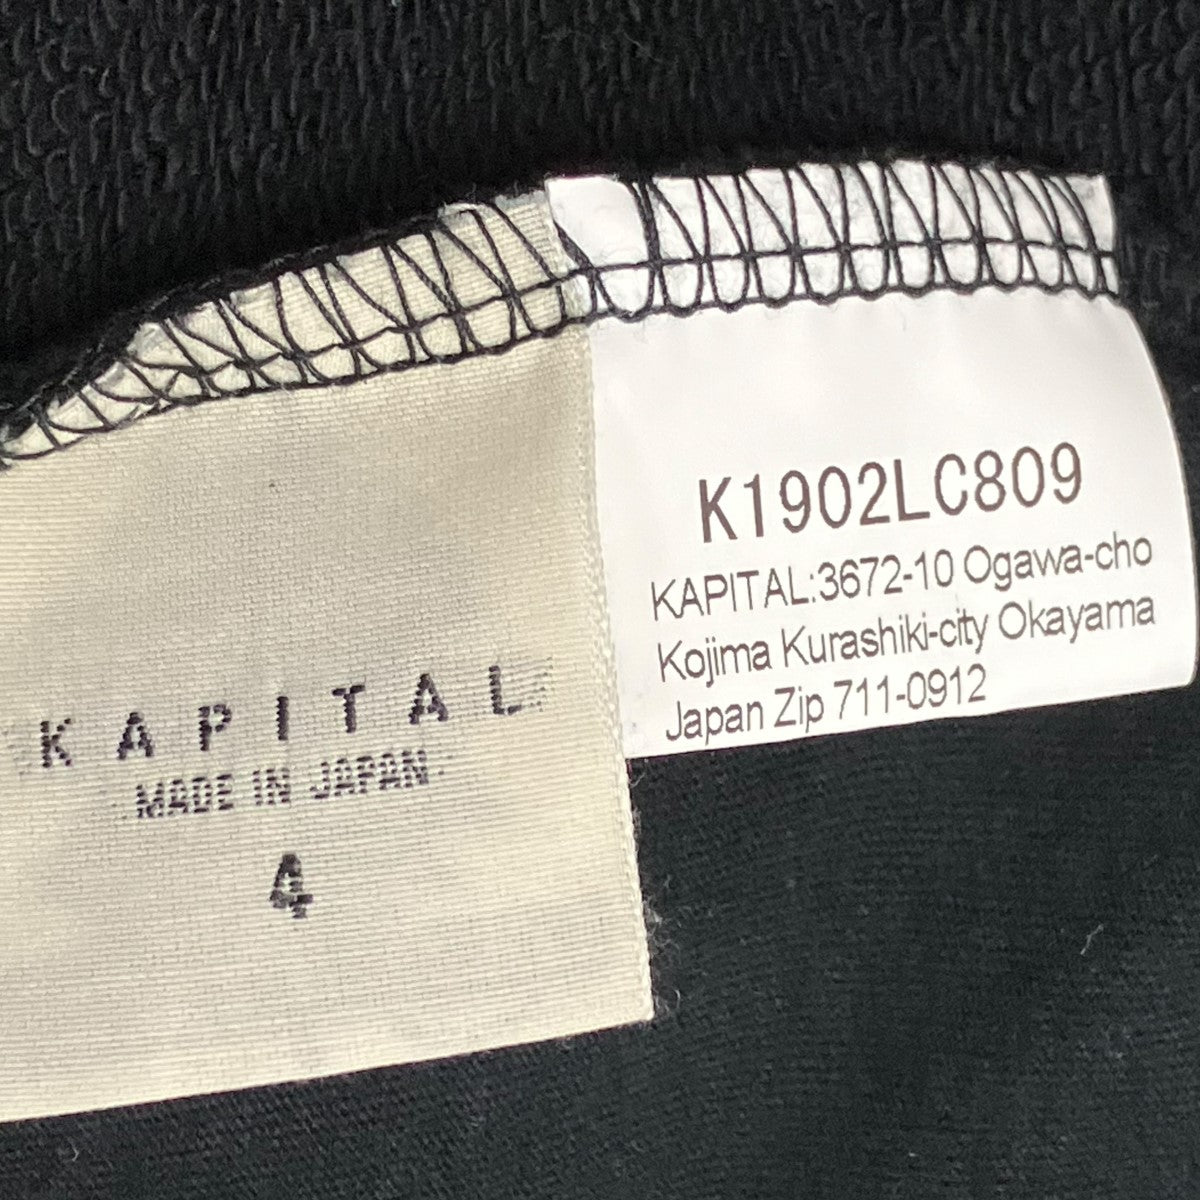 KAPITAL
MADE IN JAPAN
4
K1902LC809
KAPITAL:3672-10 Ogawa-cho
Kojima Kurashiki-city Okayama
Japan Zip 711-0912